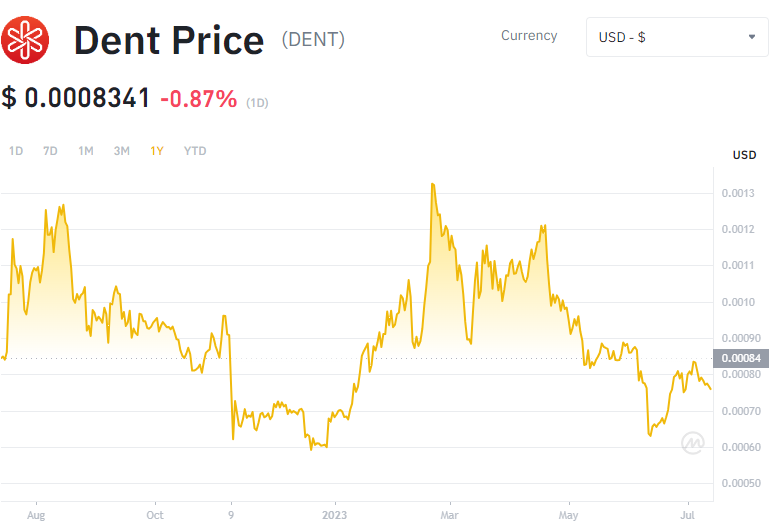 Dent Price (DENT)
Currency
USD - $
$ 0.0008341 -0.87% (1D)
1D 7D 1M 3M 1Y YTD
USD
0.0013
0.0012
0.0011
0.0010
0.00090
0.00084
0.00080
0.00070
0.00060
0.00050
Aug Oct 9 2023 Mar May Jul